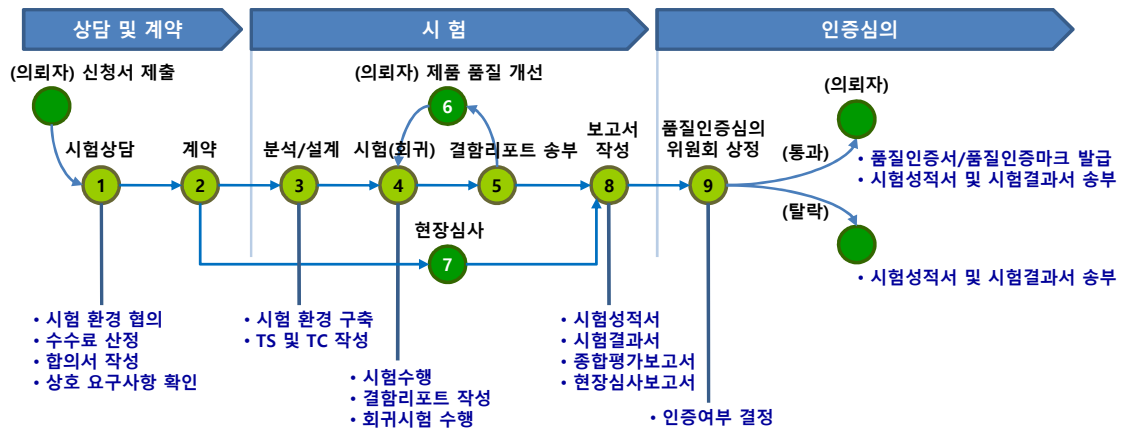 상담 및 계약
시 험
인증심의
(의뢰자) 신청서 제출
(의뢰자) 제품 품질 개선
(의뢰자)
6
시험상담
계약
분석/설계
시험(회귀)
결함리포트 송부
보고서
작성
품질인증심의
위원회 상정
(통과)
• 품질인증서/품질인증마크 발급
• 시험성적서 및 시험결과서 송부
1
2
3
4
5
8
9
현장심사
7
(탈락)
• 시험성적서 및 시험결과서 송부
• 시험 환경 협의
• 수수료 산정
• 합의서 작성
• 상호 요구사항 확인
• 시험 환경 구축
• TS 및 TC 작성
• 시험수행
• 결함리포트 작성
• 회귀시험 수행
• 시험성적서
• 시험결과서
• 종합평가보고서
• 현장심사보고서
• 인증여부 결정